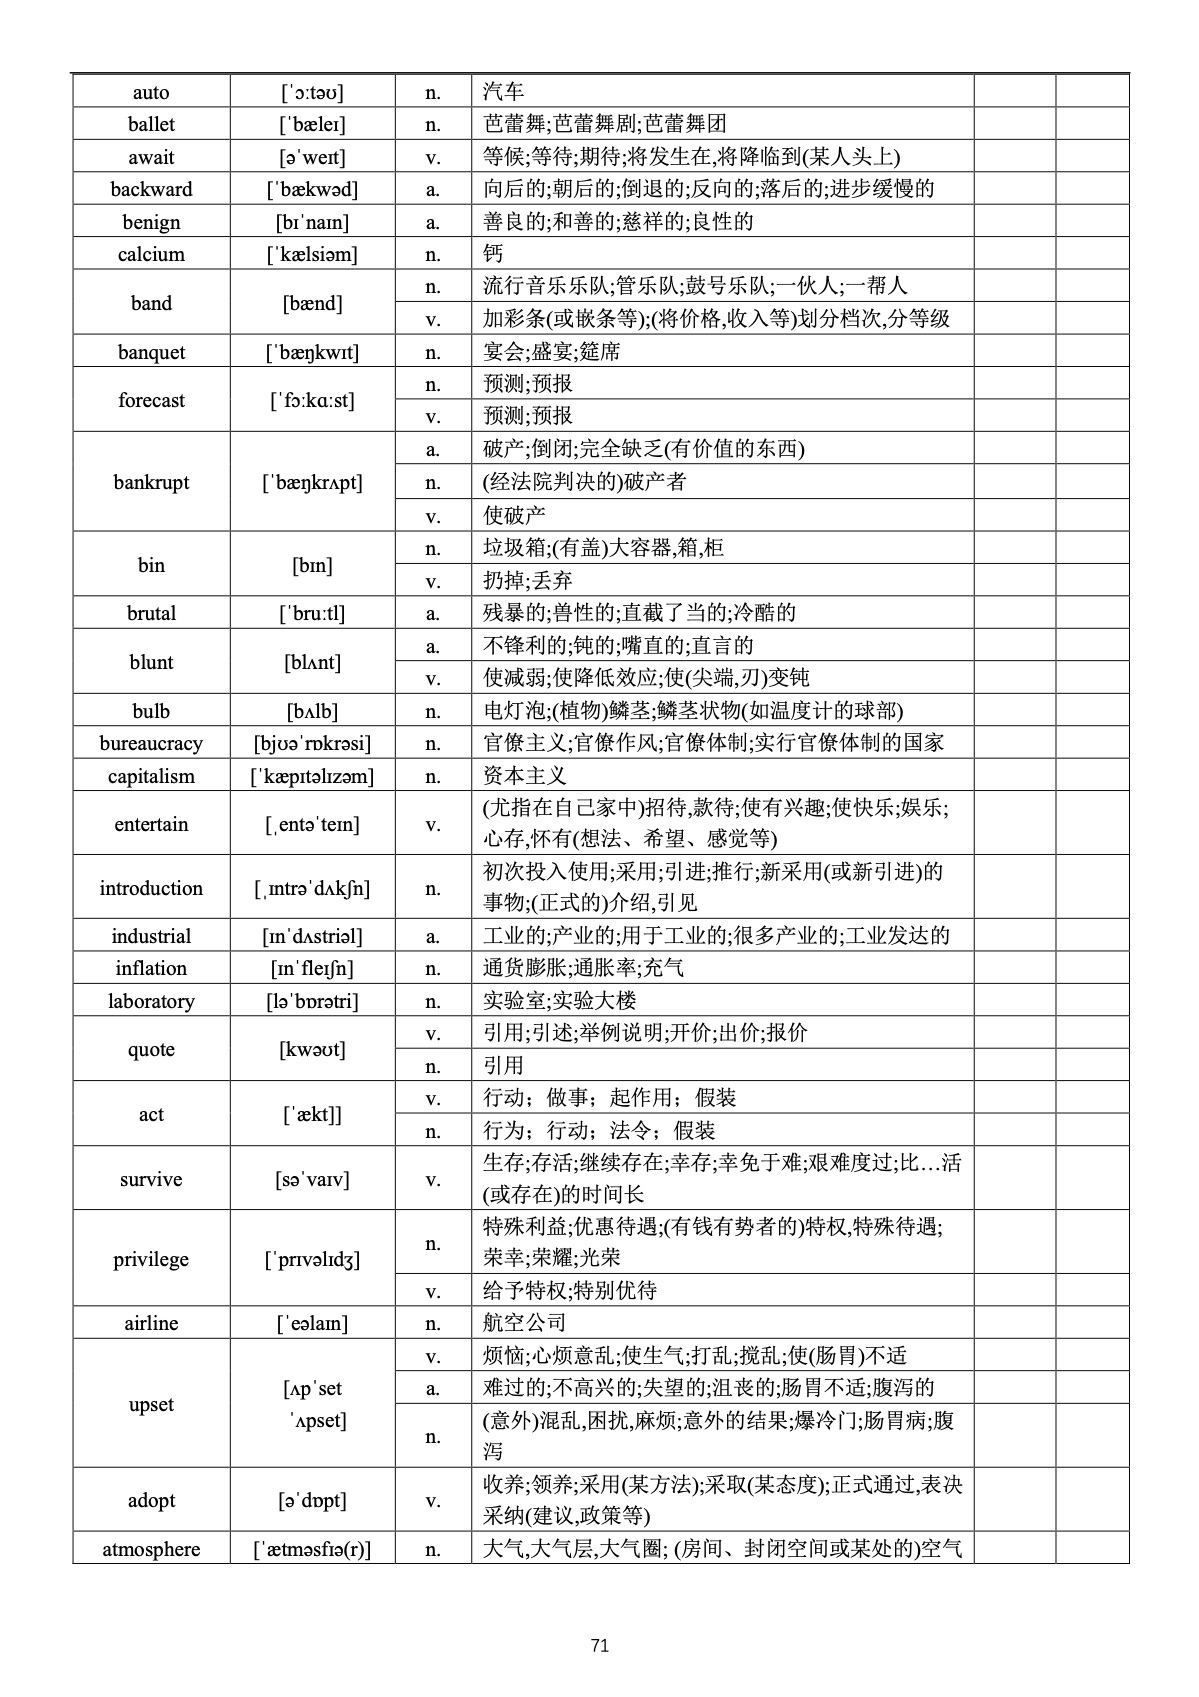 auto [ˈɔːtəʊ] n. 汽车
ballet [ˈbæleɪ] n. 芭蕾舞;芭蕾舞剧;芭蕾舞团
await [əˈweɪt] v. 等候;等待;期待;将发生在,将降临到(某人头上)
backward [ˈbækwəd] a. 向后的;朝后的;倒退的;反向的;落后的;进步缓慢的
benign [bɪˈnaɪn] a. 善良的;和善的;慈祥的;良性的
calcium [ˈkælsiəm] n. 钙
band [bænd] n. 流行音乐乐队;管乐队;鼓号乐队;一伙人;一帮人
v. 加彩条(或嵌条等);(将价格,收入等)划分档次,分等级
banquet [ˈbæŋkwɪt] n. 宴会;盛宴;筵席
forecast [ˈfɔːkɑːst] n. 预测;预报
v. 预测;预报
bankrupt [ˈbæŋkrʌpt] a. 破产;倒闭;完全缺乏(有价值的东西)
n. (经法院判决的)破产者
v. 使破产
bin [bɪn] n. 垃圾箱;(有盖)大容器,箱,柜
v. 扔掉;丢弃
brutal [ˈbruːtl] a. 残暴的;兽性的;直截了当的;冷酷的
blunt [blʌnt] a. 不锋利的;钝的;嘴直的;直言的
v. 使减弱;使降低效应;使(尖端,刃)变钝
bulb [bʌlb] n. 电灯泡;(植物)鳞茎;鳞茎状物(如温度计的球部)
bureaucracy [bjʊəˈrɒkrəsi] n. 官僚主义;官僚作风;官僚体制;实行官僚体制的国家
capitalism [ˈkæpɪtəlɪzəm] n. 资本主义
entertain [ˌentəˈteɪn] v. (尤指在自己家中)招待,款待;使有兴趣;使快乐;娱乐;
心存,怀有(想法、希望、感觉等)
introduction [ˌɪntrəˈdʌkʃn] n. 初次投入使用;采用;引进;推行;新采用(或新引进)的
事物;(正式的)介绍,引见
industrial [ɪnˈdʌstriəl] a. 工业的;产业的;用于工业的;很多产业的;工业发达的
inflation [ɪnˈfleɪʃn] n. 通货膨胀;通胀率;充气
laboratory [ləˈbɒrətri] n. 实验室;实验大楼
quote [kwəʊt] v. 引用;引述;举例说明;开价;出价;报价
n. 引用
act [ˈækt]] v. 行动；做事；起作用；假装
n. 行为；行动；法令；假装
survive [səˈvaɪv] v. 生存;存活;继续存在;幸存;幸免于难;艰难度过;比…活
(或存在)的时间长
privilege [ˈprɪvəlɪdʒ] n. 特殊利益;优惠待遇;(有钱有势者的)特权,特殊待遇;
荣幸;荣耀;光荣
v. 给予特权;特别优待
airline [ˈeəlaɪn] n. 航空公司
upset [ʌpˈset v. 烦恼;心烦意乱;使生气;打乱;搅乱;使(肠胃)不适
ˈʌpset] a. 难过的;不高兴的;失望的;沮丧的;肠胃不适;腹泻的
n. (意外)混乱,困扰,麻烦;意外的结果;爆冷门;肠胃病;腹
泻
adopt [əˈdɒpt] v. 收养;领养;采用(某方法);采取(某态度);正式通过,表决
采纳(建议,政策等)
atmosphere [ˈætməsfɪə(r)] n. 大气,大气层,大气圈; (房间、封闭空间或某处的)空气
71